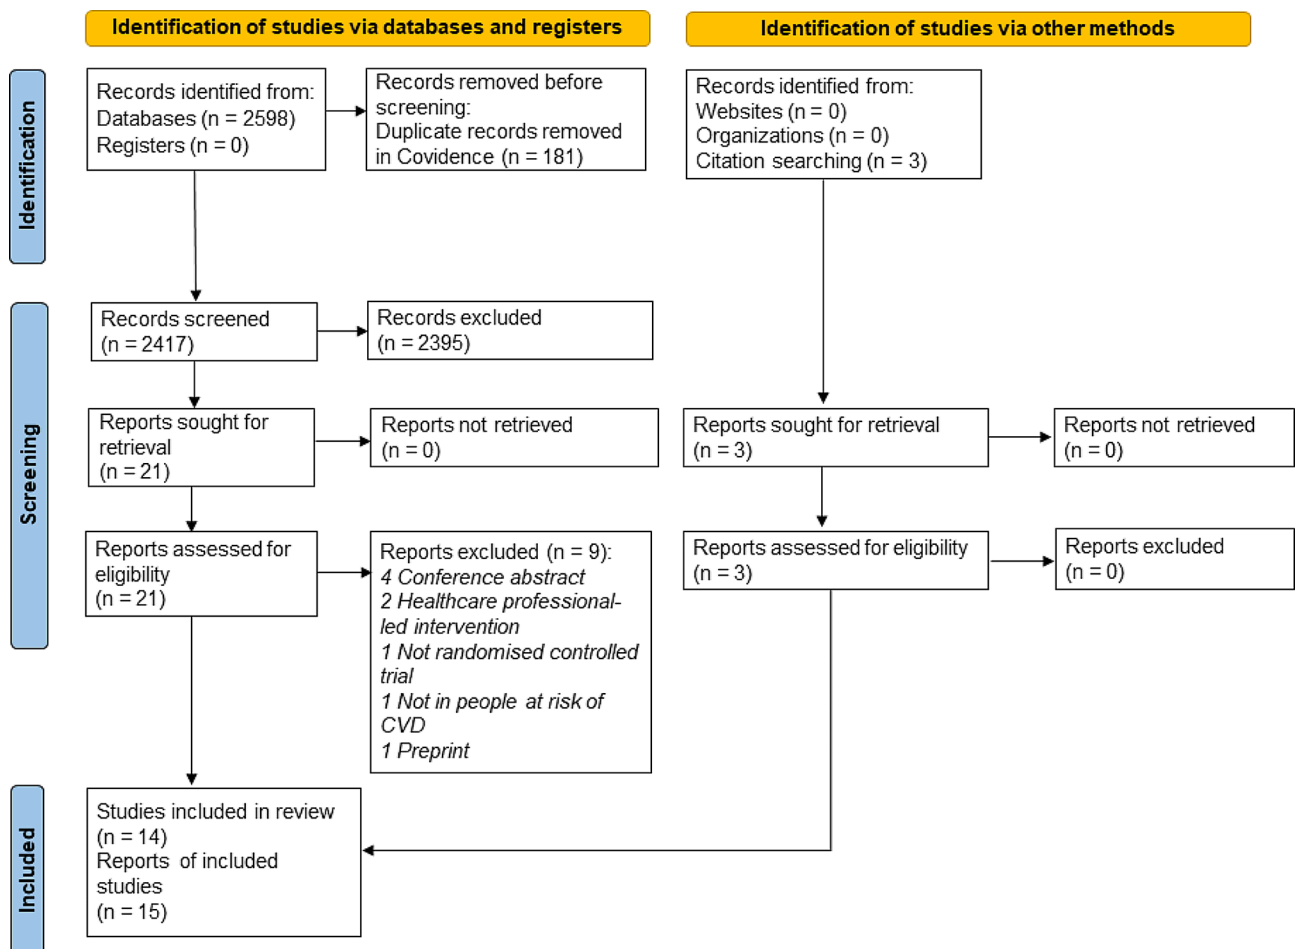 Identification of studies via databases and registers
Identification of studies via other methods
Identification
Records identified from:
Databases (n = 2598)
Registers (n = 0)
Records removed before
screening:
Duplicate records removed
in Covidence (n = 181)
Records identified from:
Websites (n = 0)
Organizations (n = 0)
Citation searching (n = 3)
Screening
Records screened
(n = 2417)
Records excluded
(n = 2395)
Reports sought for
retrieval
(n = 21)
Reports not retrieved
(n = 0)
Reports sought for retrieval
(n = 3)
Reports not retrieved
(n = 0)
Reports assessed for
eligibility
(n = 21)
Reports excluded (n = 9):
4 Conference abstract
2 Healthcare professional-
led intervention
1 Not randomised controlled
trial
1 Not in people at risk of
CVD
1 Preprint
Reports assessed for eligibility
(n = 3)
Reports excluded
(n = 0)
Included
Studies included in review
(n = 14)
Reports of included
studies
(n = 15)